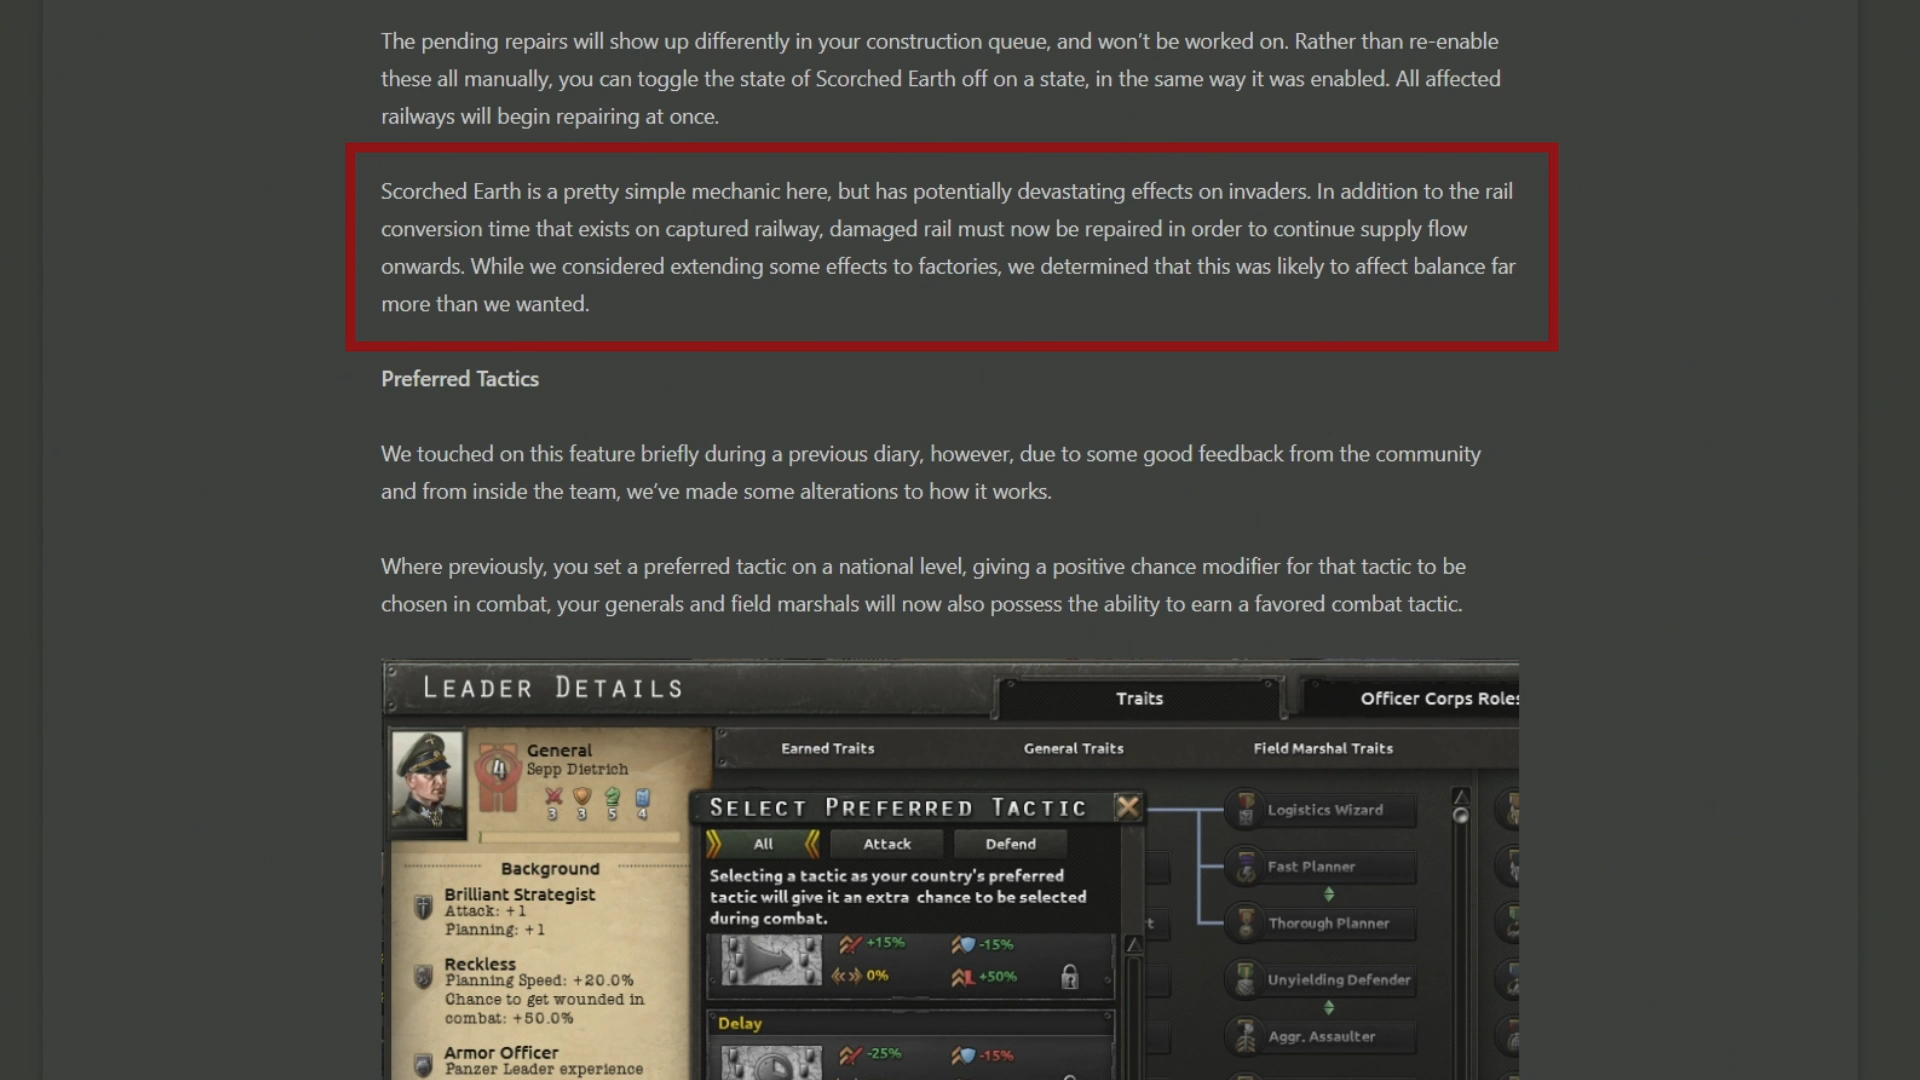 The pending repairs will show up differently in your construction queue, and won’t be worked on. Rather than re-enable
these all manually, you can toggle the state of Scorched Earth off on a state, in the same way it was enabled. All affected
railways will begin repairing at once.
Scorched Earth is a pretty simple mechanic here, but has potentially devastating effects on invaders. In addition to the rail
conversion time that exists on captured railway, damaged rail must now be repaired in order to continue supply flow
onwards. While we considered extending some effects to factories, we determined that this was likely to affect balance far
more than we wanted.
Preferred Tactics
We touched on this feature briefly during a previous diary, however, due to some good feedback from the community
and from inside the team, we’ve made some alterations to how it works.
Where previously, you set a preferred tactic on a national level, giving a positive chance modifier for that tactic to be
chosen in combat, your generals and field marshals will now also possess the ability to earn a favored combat tactic.
LEADER DETAILS
Traits
Officer Corps Roles
General
Sepp Dietrich
4
3 3 5 4
Earned Traits
General Traits
Field Marshal Traits
Background
Brilliant Strategist
Attack: +1
Planning: +1
Reckless
Planning Speed: +20.0%
Chance to get wounded in
combat: +50.0%
Armor Officer
Panzer Leader experience
SELECT PREFERRED TACTIC
All
Attack
Defend
Selecting a tactic as your country's preferred
tactic will give it an extra chance to be selected
during combat.
+15% -15%
0% +50%
Delay
-25% -15%
Logistics Wizard
Fast Planner
t
Thorough Planner
Unyielding Defender
Aggr. Assaulter